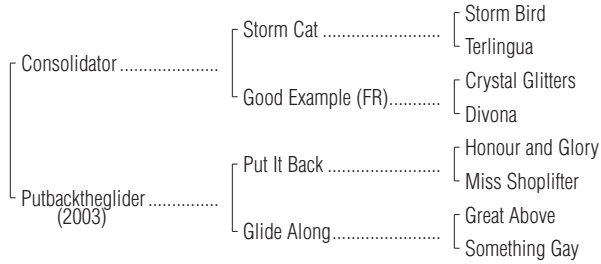 Storm Bird
Storm Cat ..............................
Terlingua
Consolidator .....................
Crystal Glitters
Good Example (FR)...........
Divona
Honour and Glory
Put It Back .............................
Miss Shoplifter
Putbacktheglider ...............
(2003)
Great Above
Glide Along............................
Something Gay